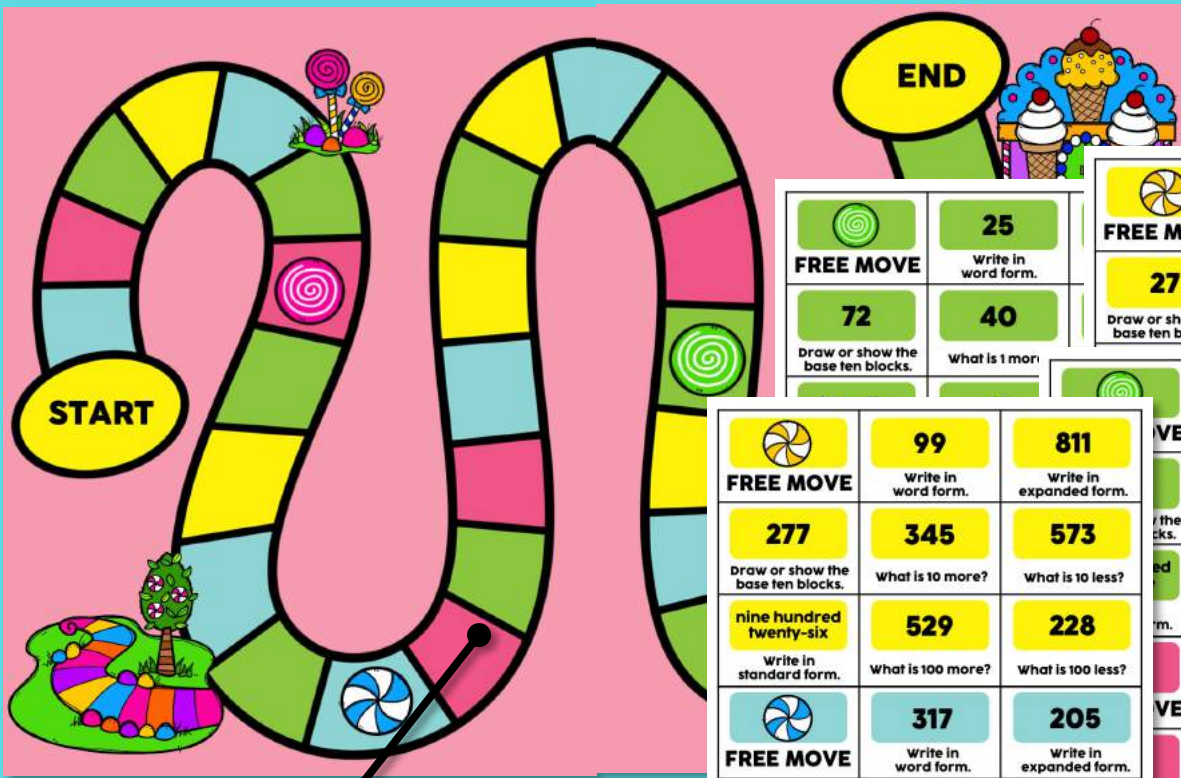 END
START
FREE MOVE
25
Write in
word form.
72
Draw or show the
base ten blocks.
40
What is 1
FREE
27
Draw or
base ten
FREE MOVE
99
Write in
word form.
811
Write in
expanded form.
277
Draw or show the
base ten blocks.
345
What is 10 more?
573
What is 10 less?
nine hundred
twenty-six
Write in
standard form.
529
What is 100 more?
228
What is 100 less?
FREE MOVE
317
Write in
word form.
205
Write in
expanded form.